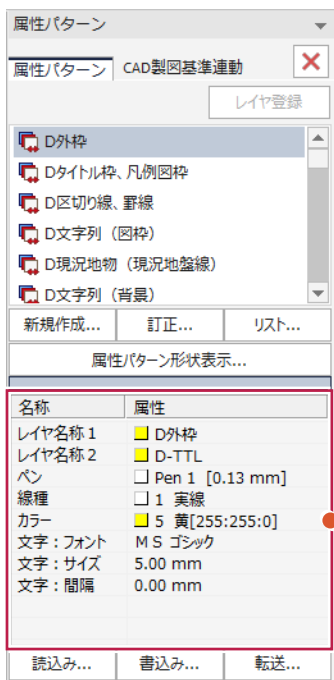 属性パターン
属性パターン CAD製図基準連動
レイヤ登録
D外枠
Dタイトル枠、凡例図枠
D区切り線、罫線
D文字列（図枠）
D現況地物（現況地盤線）
D文字列（背景）
新規作成... 訂正... リスト...
属性パターン形状表示...
名称 属性
レイヤ名称1 D外枠
レイヤ名称2 D-TTL
ペン Pen 1 [0.13 mm]
線種 1 実線
カラー 5 黄[255:255:0]
文字：フォント ＭＳ ゴシック
文字：サイズ 5.00 mm
文字：間隔 0.00 mm
読込み... 書込み... 転送...